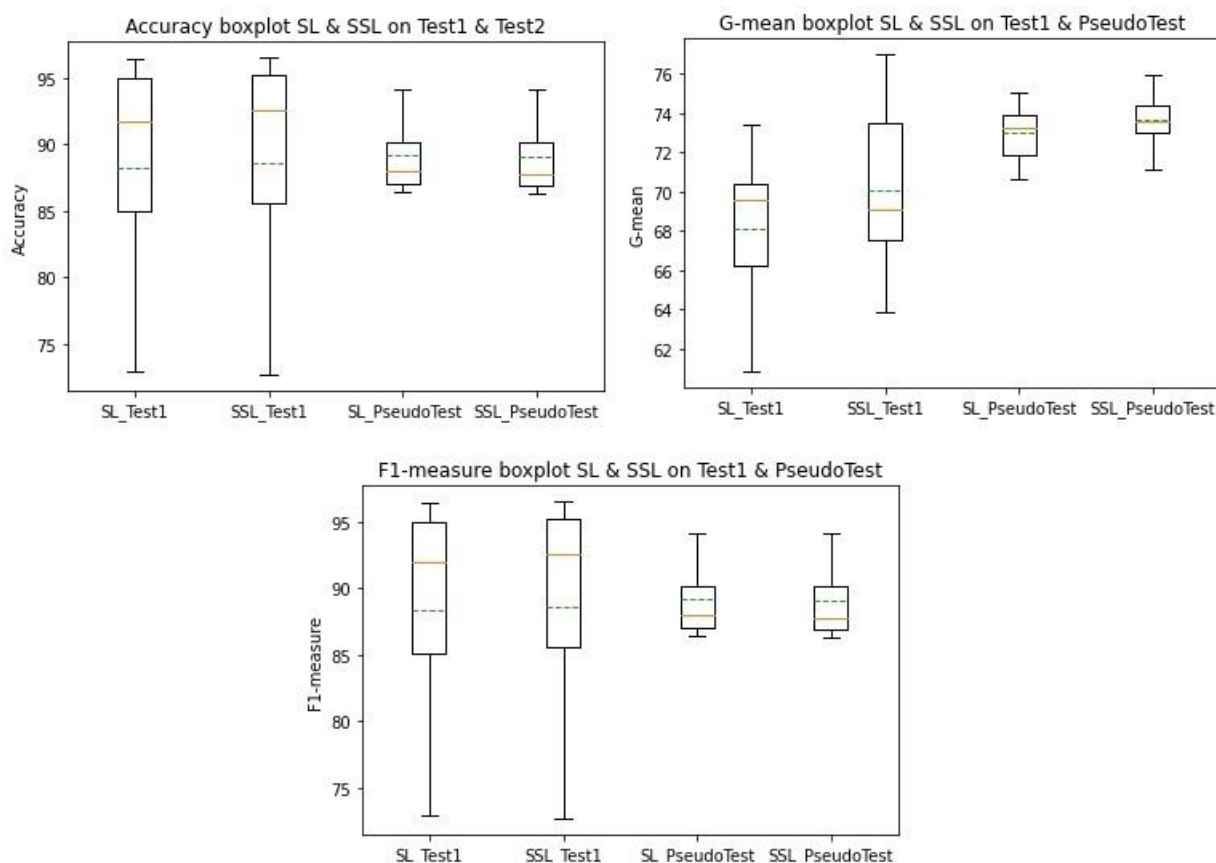 Accuracy boxplot SL & SSL on Test1 & Test2
95
90
85
80
75
Accuracy
SL_Test1 SSL_Test1 SL_PseudoTest SSL_PseudoTest
G-mean boxplot SL & SSL on Test1 & PseudoTest
76
74
72
70
68
66
64
62
G-mean
SL_Test1 SSL_Test1 SL_PseudoTest SSL_PseudoTest
F1-measure boxplot SL & SSL on Test1 & PseudoTest
95
90
85
80
75
F1-measure
SL_Test1 SSL_Test1 SL_PseudoTest SSL_PseudoTest